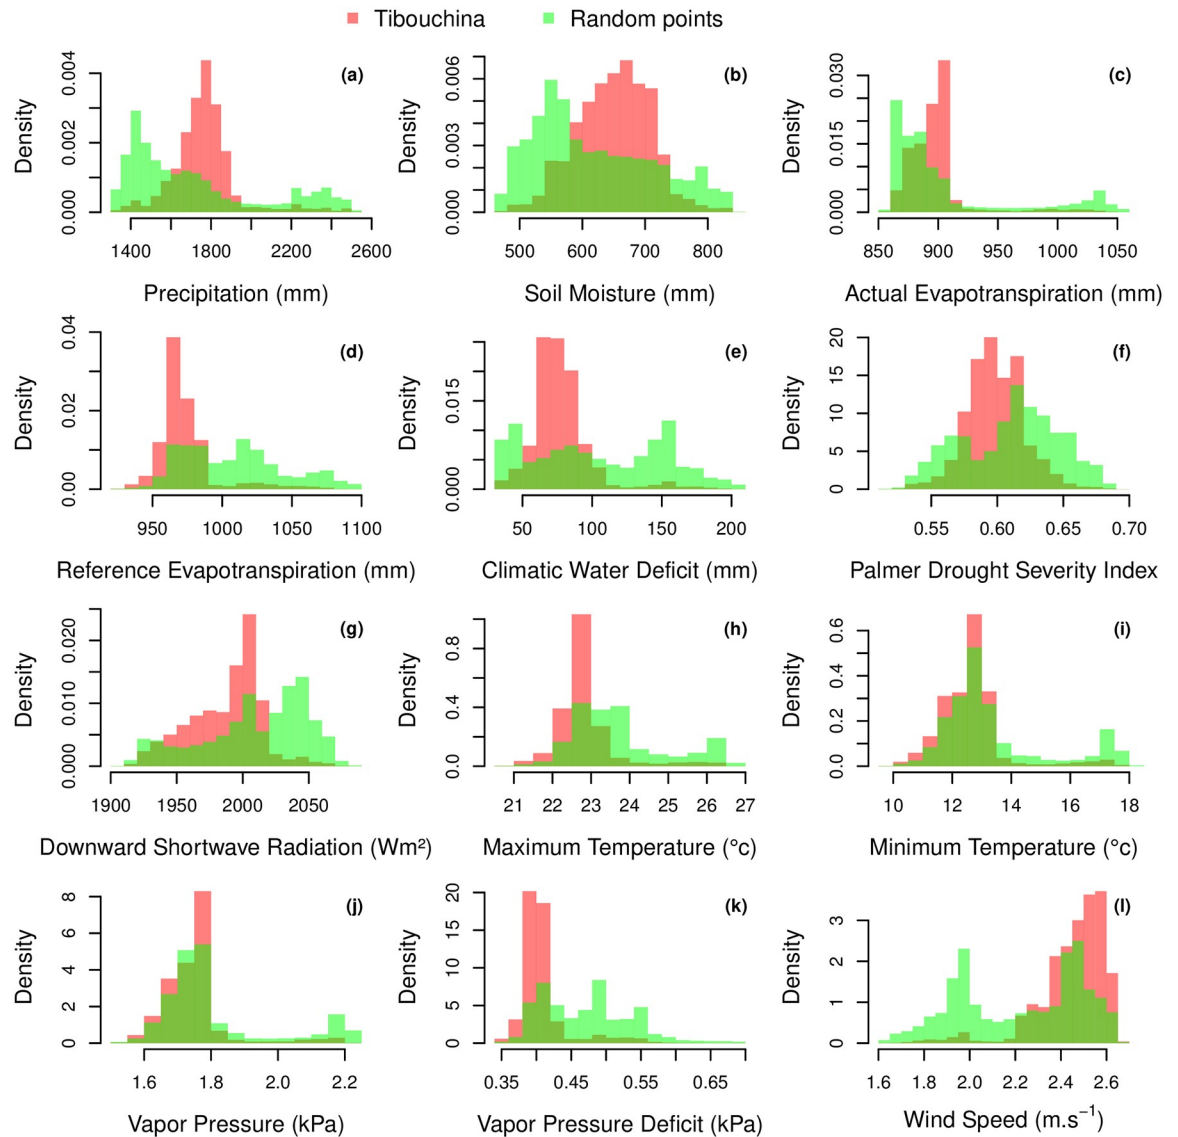 Tibouchina Random points
(a) (b) (c)
Density Density Density
0.000 0.002 0.004
0.000 0.003 0.006
0.000 0.015 0.030
1400 1800 2200 2600
500 600 700 800
850 900 950 1000 1050
Precipitation (mm) Soil Moisture (mm) Actual Evapotranspiration (mm)
(d) (e) (f)
Density Density Density
0.00 0.02 0.04
0.000 0.015
0 5 10 15 20
950 1000 1050 1100
50 100 150 200
0.55 0.60 0.65 0.70
Reference Evapotranspiration (mm) Climatic Water Deficit (mm) Palmer Drought Severity Index
(g) (h) (i)
Density Density Density
0.000 0.010 0.020
0.0 0.4 0.8
0.0 0.2 0.4 0.6
1900 1950 2000 2050
21 22 23 24 25 26 27
10 12 14 16 18
Downward Shortwave Radiation (Wm²) Maximum Temperature (°c) Minimum Temperature (°c)
(j) (k) (l)
Density Density Density
0 2 4 6 8
0 5 10 15 20
0 1 2 3
1.6 1.8 2.0 2.2
0.35 0.45 0.55 0.65
1.6 1.8 2.0 2.2 2.4 2.6
Vapor Pressure (kPa) Vapor Pressure Deficit (kPa) Wind Speed (m.s⁻¹)